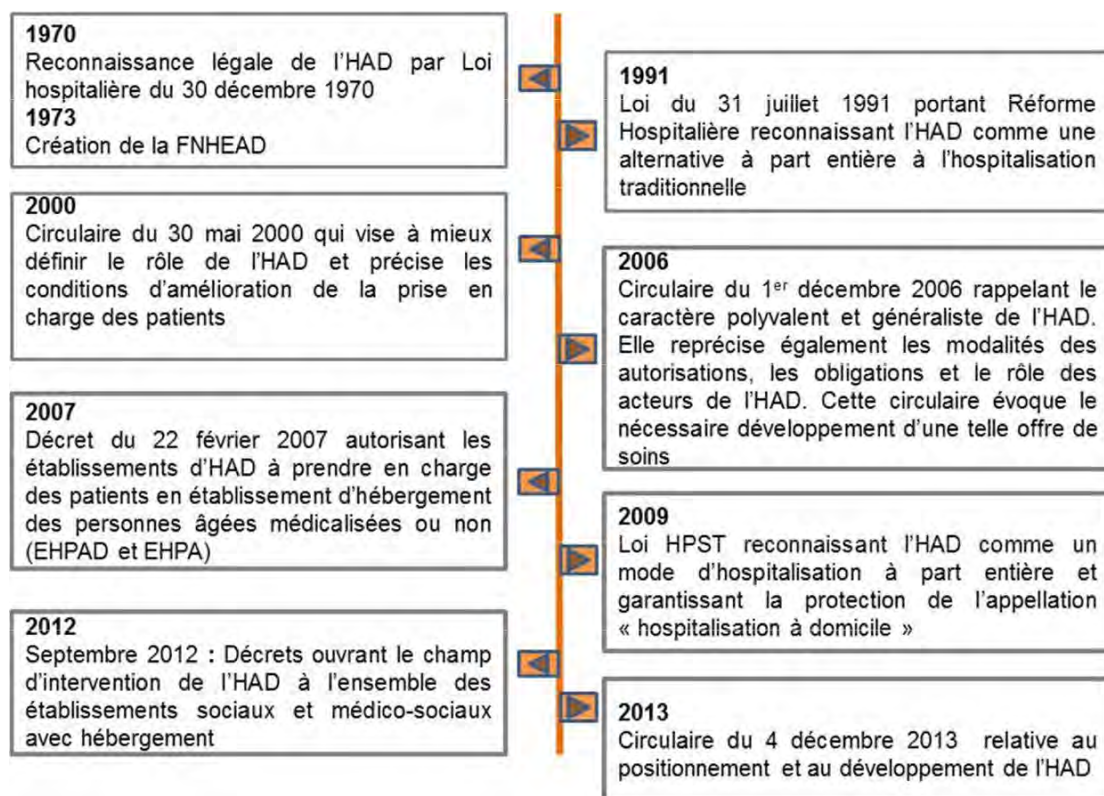 1970
Reconnaissance légale de l’HAD par Loi
hospitalière du 30 décembre 1970
1973
Création de la FNHEAD
1991
Loi du 31 juillet 1991 portant Réforme
Hospitalière reconnaissant l’HAD comme une
alternative à part entière à l’hospitalisation
traditionnelle
2000
Circulaire du 30 mai 2000 qui vise à mieux
définir le rôle de l’HAD et précise les
conditions d’amélioration de la prise en
charge des patients
2006
Circulaire du 1er décembre 2006 rappelant le
caractère polyvalent et généraliste de l’HAD.
Elle reprécise également les modalités des
autorisations, les obligations et le rôle des
acteurs de l’HAD. Cette circulaire évoque le
nécessaire développement d’une telle offre de
soins
2007
Décret du 22 février 2007 autorisant les
établissements d’HAD à prendre en charge
des patients en établissement d’hébergement
des personnes âgées médicalisées ou non
(EHPAD et EHPA)
2009
Loi HPST reconnaissant l’HAD comme un
mode d’hospitalisation à part entière et
garantissant la protection de l’appellation
« hospitalisation à domicile »
2012
Septembre 2012 : Décrets ouvrant le champ
d’intervention de l’HAD à l’ensemble des
établissements sociaux et médico-sociaux
avec hébergement
2013
Circulaire du 4 décembre 2013 relative au
positionnement et au développement de l’HAD